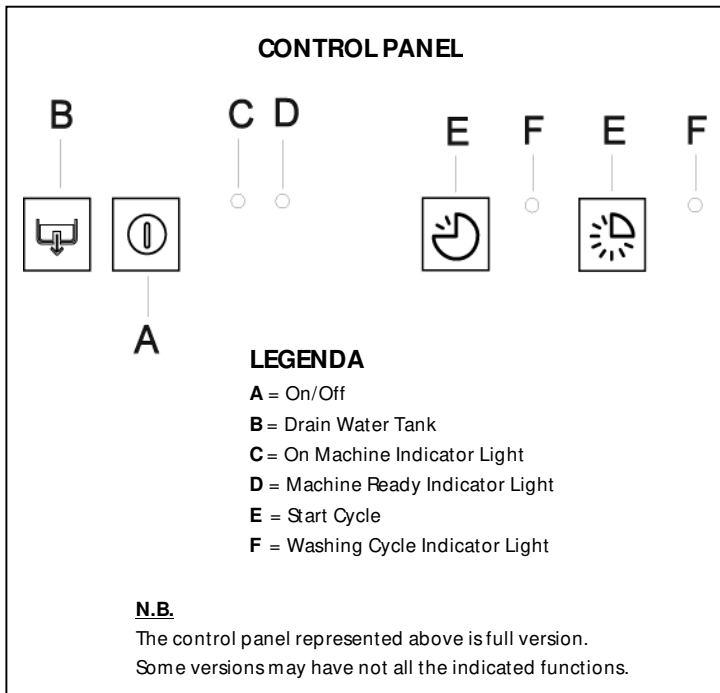 CONTROL PANEL
B C D E F E F
A
LEGENDA
A = On/Off
B = Drain Water Tank
C = On Machine Indicator Light
D = Machine Ready Indicator Light
E = Start Cycle
F = Washing Cycle Indicator Light
N.B.
The control panel represented above is full version.
Some versions may have not all the indicated functions.